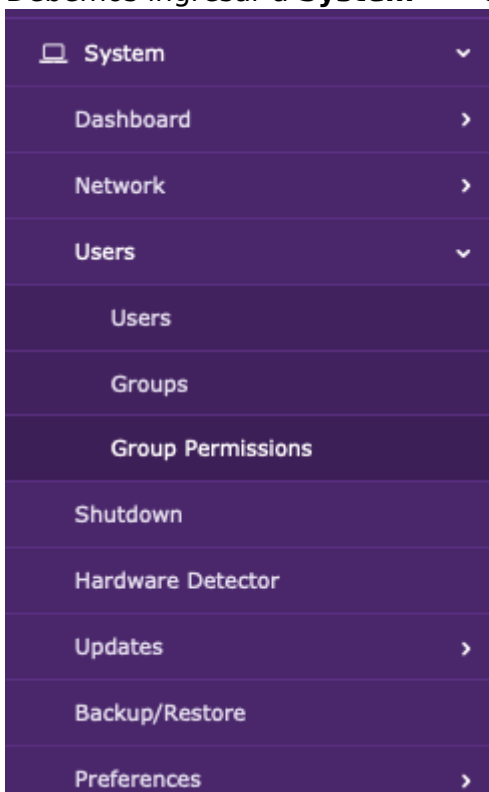 Debemos ingresar a System
System
Dashboard
Network
Users
Users
Groups
Group Permissions
Shutdown
Hardware Detector
Updates
Backup/Restore
Preferences